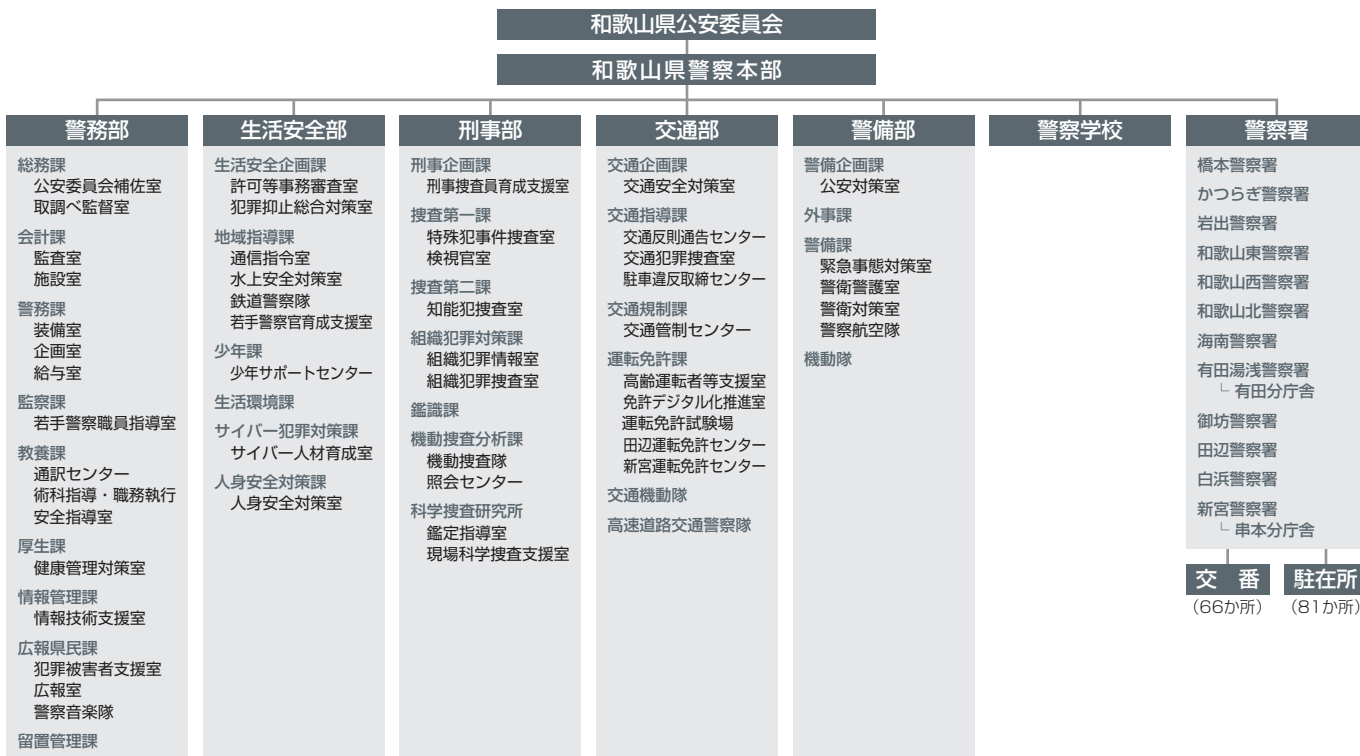 和歌山県公安委員会
和歌山県警察本部
警務部
総務課
公安委員会補佐室
取調べ監督室
会計課
監査室
施設室
警務課
装備室
企画室
給与室
監察課
若手警察職員指導室
教養課
通訳センター
術科指導・職務執行
安全指導室
厚生課
健康管理対策室
情報管理課
情報技術支援室
広報県民課
犯罪被害者支援室
広報室
警察音楽隊
留置管理課
生活安全部
生活安全企画課
許可等事務審査室
犯罪抑止総合対策室
地域指導課
通信指令室
水上安全対策室
鉄道警察隊
若手警察官育成支援室
少年課
少年サポートセンター
生活環境課
サイバー犯罪対策課
サイバー人材育成室
人身安全対策課
人身安全対策室
刑事部
刑事企画課
刑事捜査員育成支援室
捜査第一課
特殊犯事件捜査室
検視官室
捜査第二課
知能犯捜査室
組織犯罪対策課
組織犯罪情報室
組織犯罪捜査室
鑑識課
機動捜査分析課
機動捜査隊
照会センター
科学捜査研究所
鑑定指導室
現場科学捜査支援室
交通部
交通企画課
交通安全対策室
交通指導課
交通反則通告センター
交通犯罪捜査室
駐車違反取締センター
交通規制課
交通管制センター
運転免許課
高齢運転者等支援室
免許デジタル化推進室
運転免許試験場
田辺運転免許センター
新宮運転免許センター
交通機動隊
高速道路交通警察隊
警備部
警備企画課
公安対策室
外事課
警備課
緊急事態対策室
警衛警護室
警衛対策室
警察航空隊
機動隊
警察学校
警察署
橋本警察署
かつらぎ警察署
岩出警察署
和歌山東警察署
和歌山西警察署
和歌山北警察署
海南警察署
有田湯浅警察署
└ 有田分庁舎
御坊警察署
田辺警察署
白浜警察署
新宮警察署
└ 串本分庁舎
交 番
(66か所)
駐在所
(81か所)